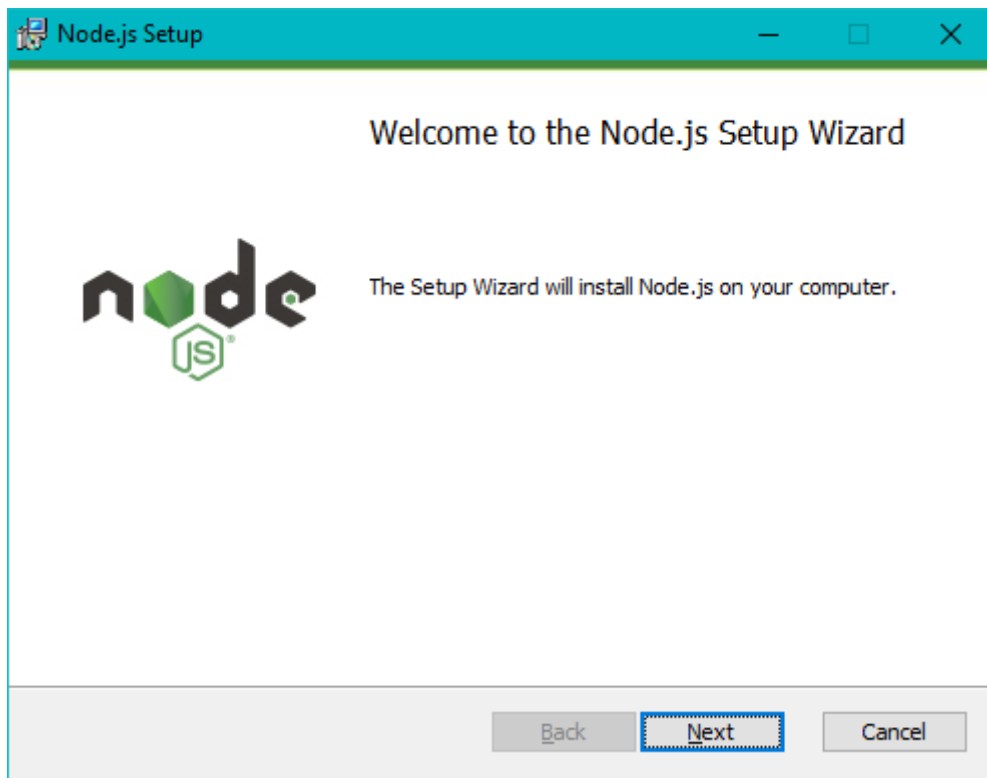 Node.js Setup
Welcome to the Node.js Setup Wizard
node
JS®
The Setup Wizard will install Node.js on your computer.
Back
Next
Cancel